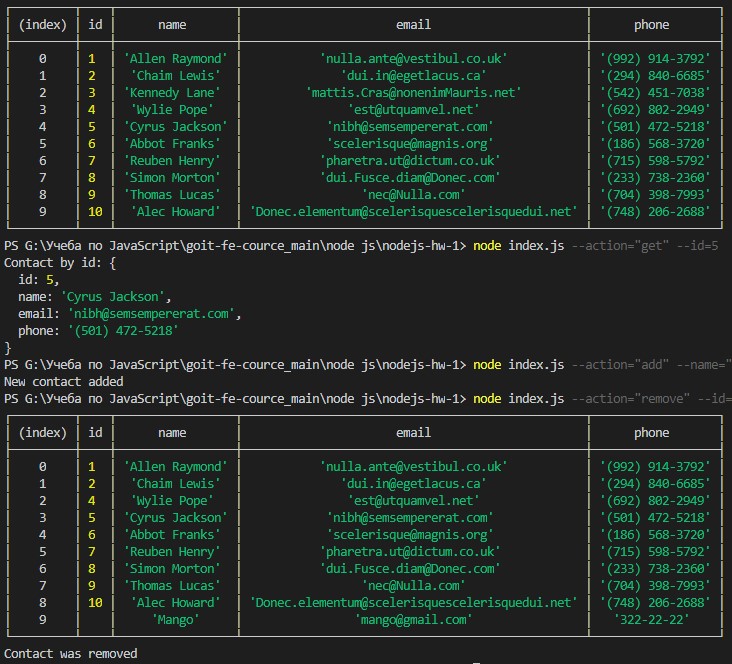 (index) id name email phone
0 1 'Allen Raymond' 'nulla.ante@vestibul.co.uk' '(992) 914-3792'
1 2 'Chaim Lewis' 'dui.in@egetlacus.ca' '(294) 840-6685'
2 3 'Kennedy Lane' 'mattis.Cras@nonenimMauris.net' '(542) 451-7038'
3 4 'Wylie Pope' 'est@utquamvel.net' '(692) 802-2949'
4 5 'Cyrus Jackson' 'nibh@semsempererat.com' '(501) 472-5218'
5 6 'Abbot Franks' 'scelerisque@magnis.org' '(186) 568-3720'
6 7 'Reuben Henry' 'pharetra.ut@dictum.co.uk' '(715) 598-5792'
7 8 'Simon Morton' 'dui.Fusce.diam@Donec.com' '(233) 738-2360'
8 9 'Thomas Lucas' 'nec@Nulla.com' '(704) 398-7993'
9 10 'Alec Howard' 'Donec.elementum@scelerisquescelerisquedui.net' '(748) 206-2688'
PS G:\Учеба по JavaScript\goit-fe-cource_main\node js\nodejs-hw-1> node index.js --action="get" --id=5
Contact by id: {
id: 5,
name: 'Cyrus Jackson',
email: 'nibh@semsempererat.com',
phone: '(501) 472-5218'
}
PS G:\Учеба по JavaScript\goit-fe-cource_main\node js\nodejs-hw-1> node index.js --action="add" --name="
New contact added
PS G:\Учеба по JavaScript\goit-fe-cource_main\node js\nodejs-hw-1> node index.js --action="remove" --id=
(index) id name email phone
0 1 'Allen Raymond' 'nulla.ante@vestibul.co.uk' '(992) 914-3792'
1 2 'Chaim Lewis' 'dui.in@egetlacus.ca' '(294) 840-6685'
2 4 'Wylie Pope' 'est@utquamvel.net' '(692) 802-2949'
3 5 'Cyrus Jackson' 'nibh@semsempererat.com' '(501) 472-5218'
4 6 'Abbot Franks' 'scelerisque@magnis.org' '(186) 568-3720'
5 7 'Reuben Henry' 'pharetra.ut@dictum.co.uk' '(715) 598-5792'
6 8 'Simon Morton' 'dui.Fusce.diam@Donec.com' '(233) 738-2360'
7 9 'Thomas Lucas' 'nec@Nulla.com' '(704) 398-7993'
8 10 'Alec Howard' 'Donec.elementum@scelerisquescelerisquedui.net' '(748) 206-2688'
9 'Mango' 'mango@gmail.com' '322-22-22'
Contact was removed